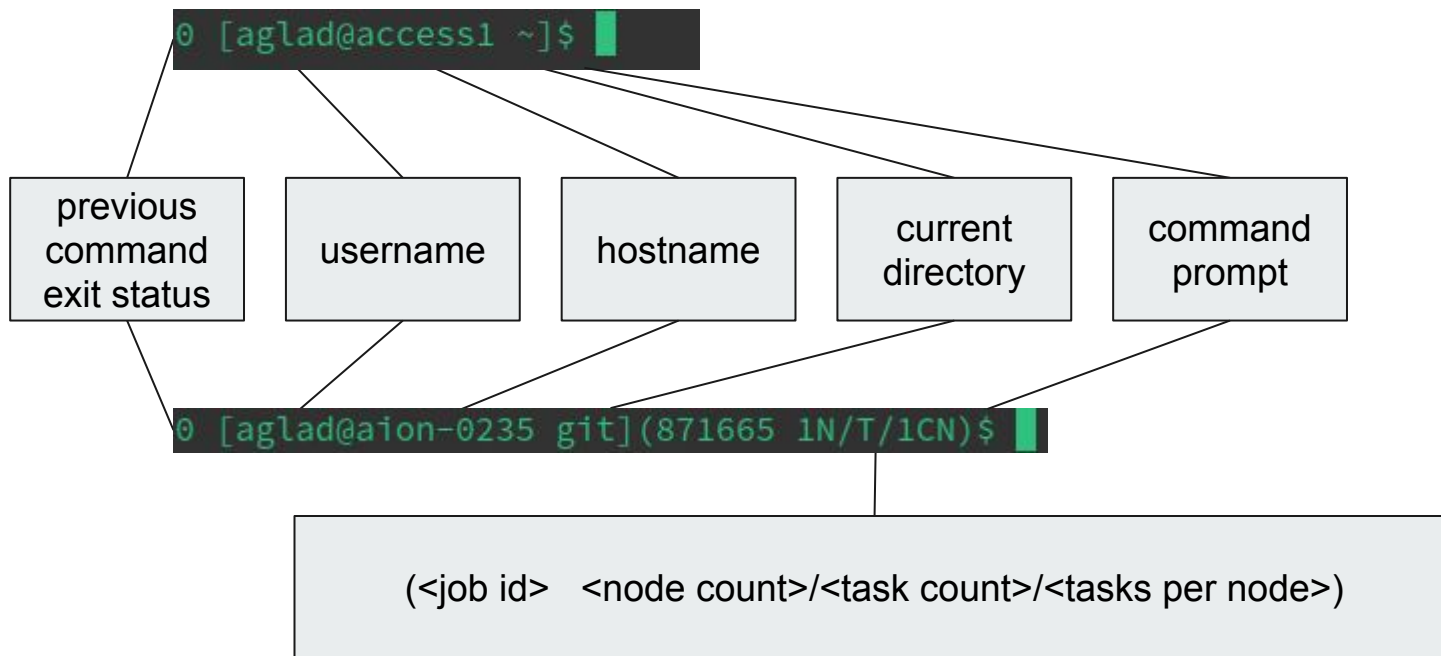 0 [aglad@access1 ~]$
previous
command
exit status
username
hostname
current
directory
command
prompt
0 [aglad@aion-0235 git](871665 1N/T/1CN)$
(<job id>   <node count>/<task count>/<tasks per node>)